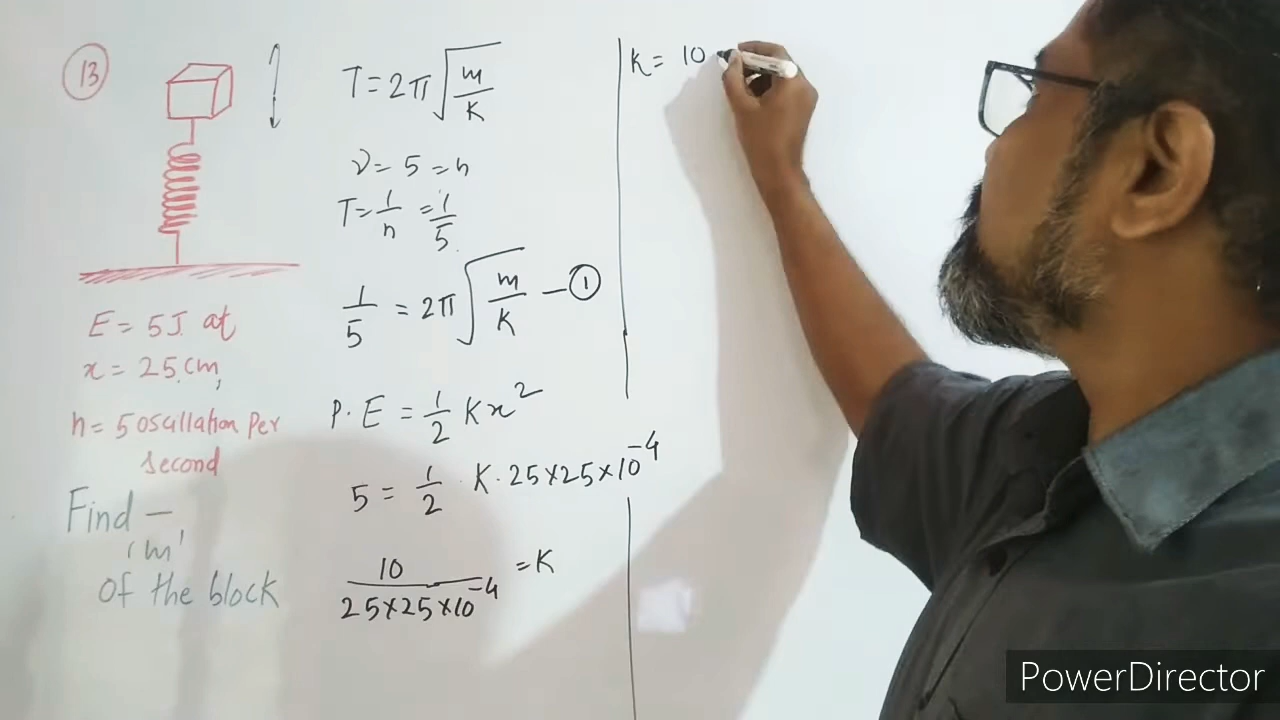 13
E = 5J at
x = 25 cm,
n = 5 oscillation Per
second
Find –
'm'
of the block
T = 2π√(m/K)
ν = 5 = n
T = 1/n = 1/5
1/5 = 2π√(m/K) — ①
P.E = 1/2 Kx²
5 = 1/2 K · 25×25×10⁻⁴
10/(25×25×10⁻⁴) = K
K = 10
PowerDirector